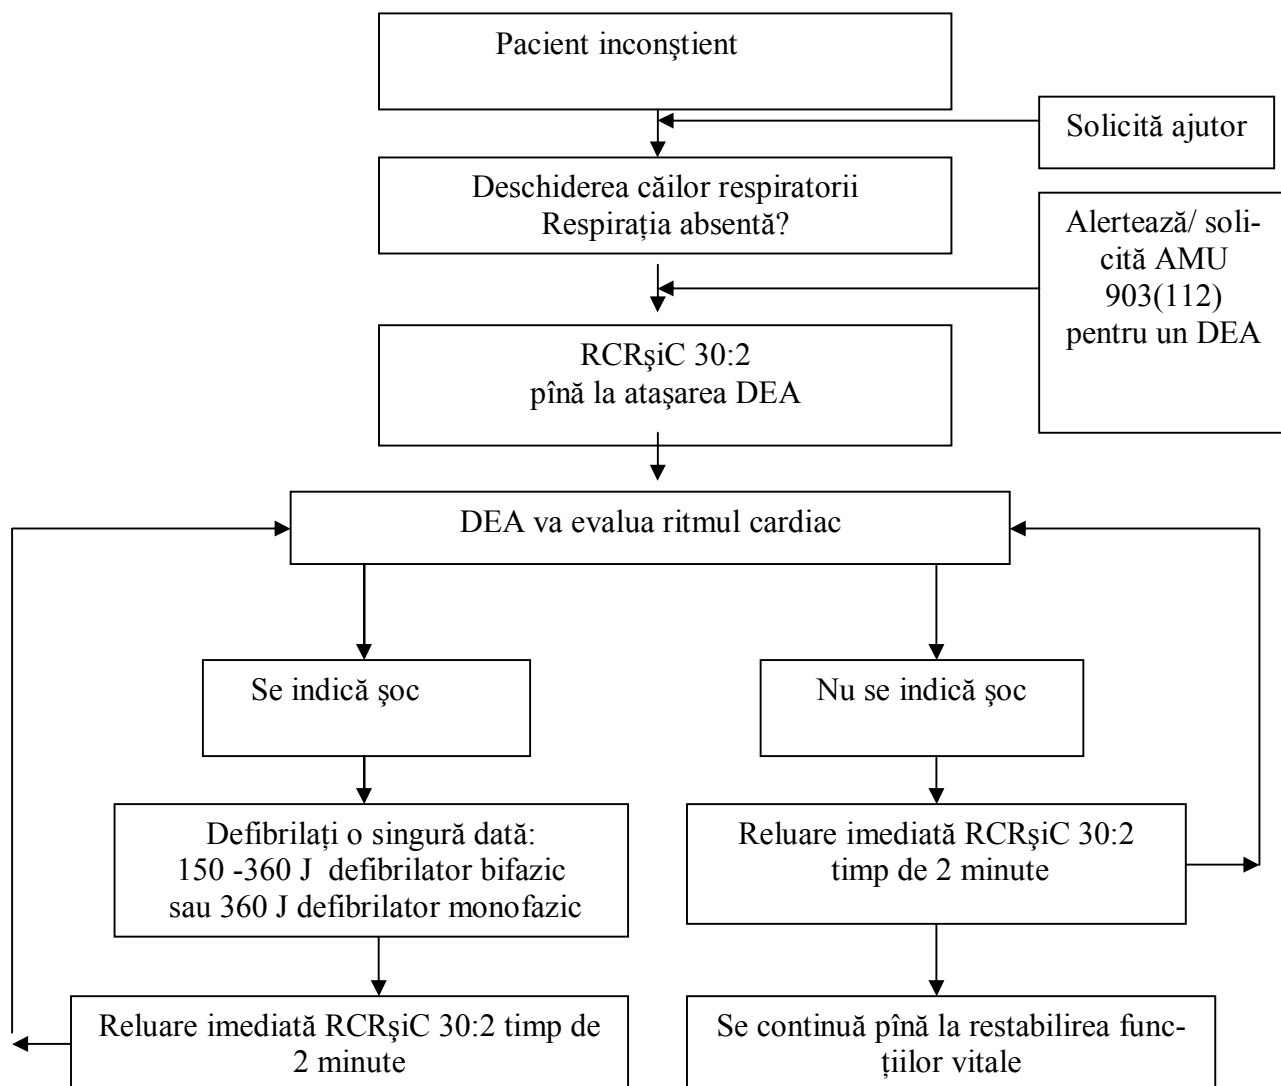 Pacient inconştient
Solicită ajutor
Deschiderea căilor respiratorii
Respirația absentă?
Alertează/ soli-
cită AMU
903(112)
pentru un DEA
RCRşiC 30:2
pînă la ataşarea DEA
DEA va evalua ritmul cardiac
Se indică şoc
Nu se indică şoc
Defibrilați o singură dată:
150 -360 J defibrilator bifazic
sau 360 J defibrilator monofazic
Reluare imediată RCRşiC 30:2
timp de 2 minute
Reluare imediată RCRşiC 30:2 timp de
2 minute
Se continuă pînă la restabilirea func-
țiilor vitale